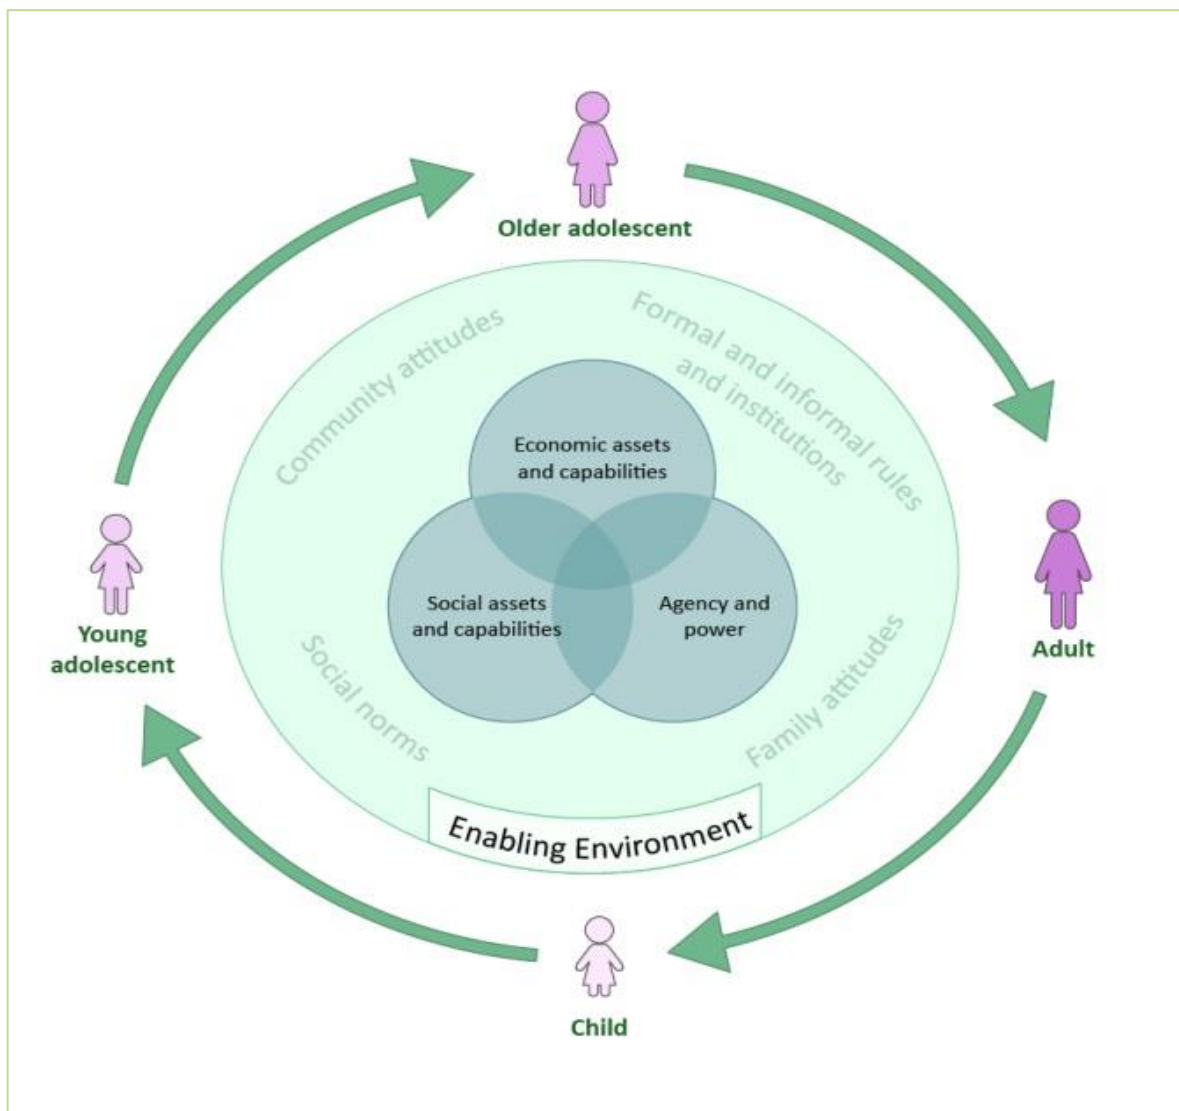 Older adolescent
Community attitudes
Formal and informal rules
and institutions
Economic assets
and capabilities
Social assets
and capabilities
Agency and
power
Young
adolescent
Adult
Social norms
Family attitudes
Enabling Environment
Child